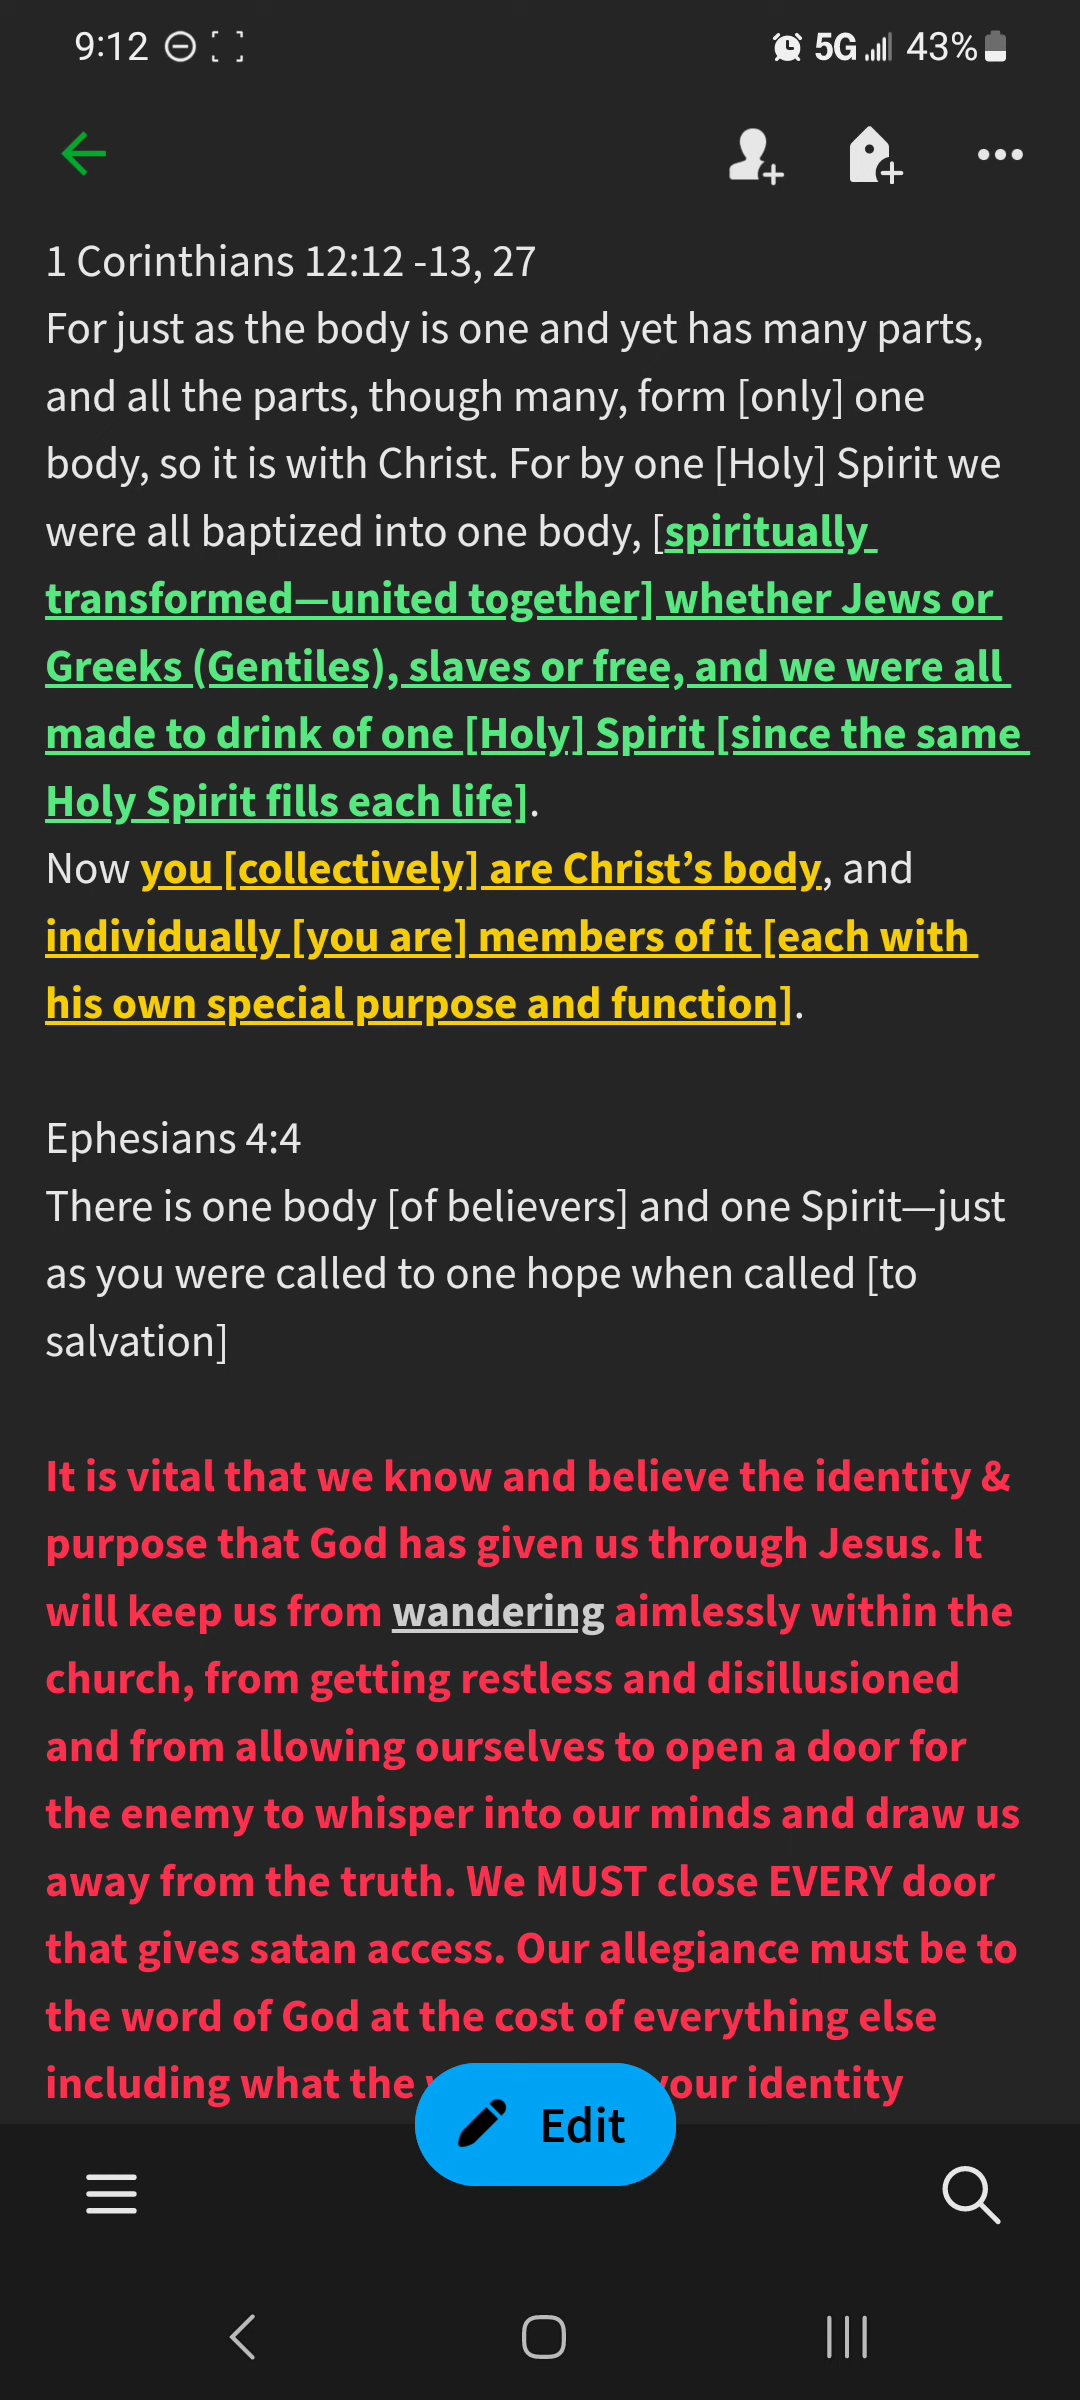 9:12
5G 43%
1 Corinthians 12:12 -13, 27
For just as the body is one and yet has many parts,
and all the parts, though many, form [only] one
body, so it is with Christ. For by one [Holy] Spirit we
were all baptized into one body, [spiritually
transformed—united together] whether Jews or
Greeks (Gentiles), slaves or free, and we were all
made to drink of one [Holy] Spirit [since the same
Holy Spirit fills each life].
Now you [collectively] are Christ’s body, and
individually [you are] members of it [each with
his own special purpose and function].
Ephesians 4:4
There is one body [of believers] and one Spirit—just
as you were called to one hope when called [to
salvation]
It is vital that we know and believe the identity &
purpose that God has given us through Jesus. It
will keep us from wandering aimlessly within the
church, from getting restless and disillusioned
and from allowing ourselves to open a door for
the enemy to whisper into our minds and draw us
away from the truth. We MUST close EVERY door
that gives satan access. Our allegiance must be to
the word of God at the cost of everything else
including what the your identity
Edit